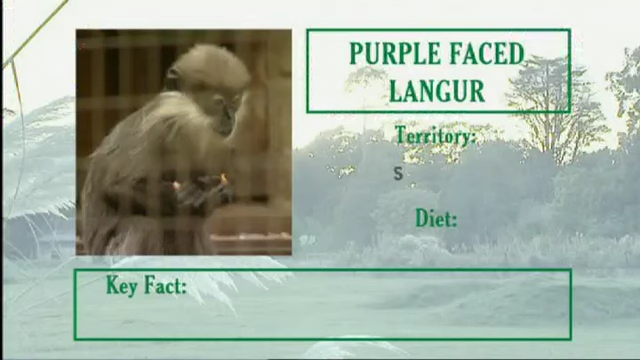 PURPLE FACED
LANGUR
Territory:
S
Diet:
Key Fact: